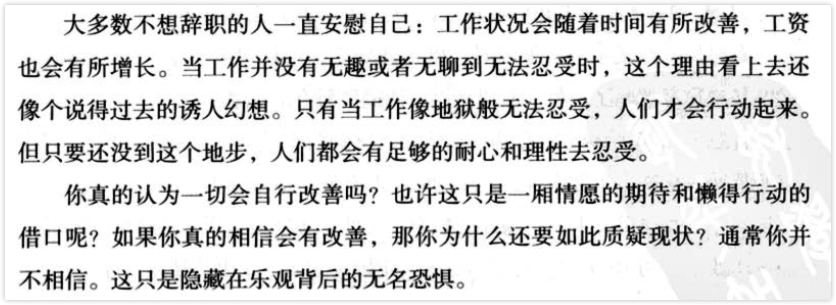 大多数不想辞职的人一直安慰自己：工作状况会随着时间有所改善，工资
也会有所增长。当工作并没有无趣或者无聊到无法忍受时，这个理由看上去还
像个说得过去的诱人幻想。只有当工作像地狱般无法忍受，人们才会行动起来。
但只要还没到这个地步，人们都会有足够的耐心和理性去忍受。
你真的认为一切会自行改善吗？也许这只是一厢情愿的期待和懒得行动的
借口呢？如果你真的相信会有改善，那你为什么还要如此质疑现状？通常你并
不相信。这只是隐藏在乐观背后的无名恐惧。